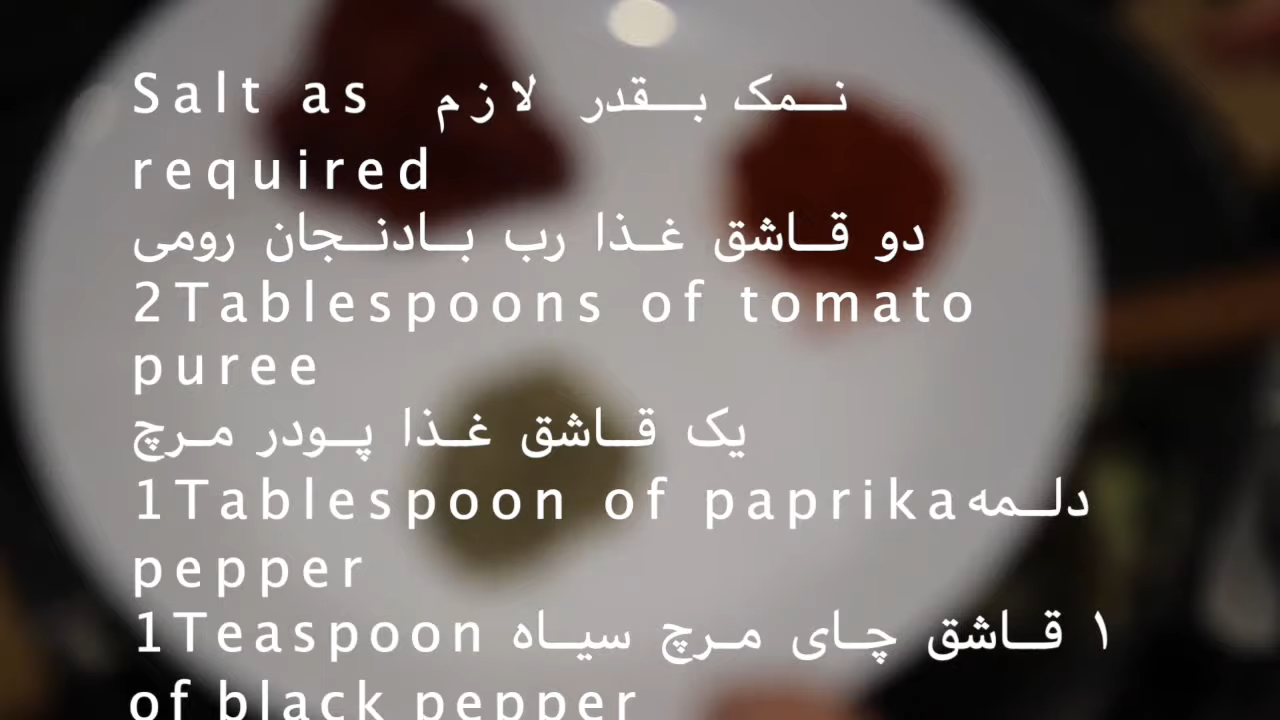 Salt as نمک بقدر لازم
required
دو قاشق غذا رب بادنجان رومی
2Tablespoons of tomato
puree
یک قاشق غذا پودر مرچ
1Tablespoon of paprikaدلمه
pepper
1Teaspoon ۱ قاشق چای مرچ سیاه
of black pepper